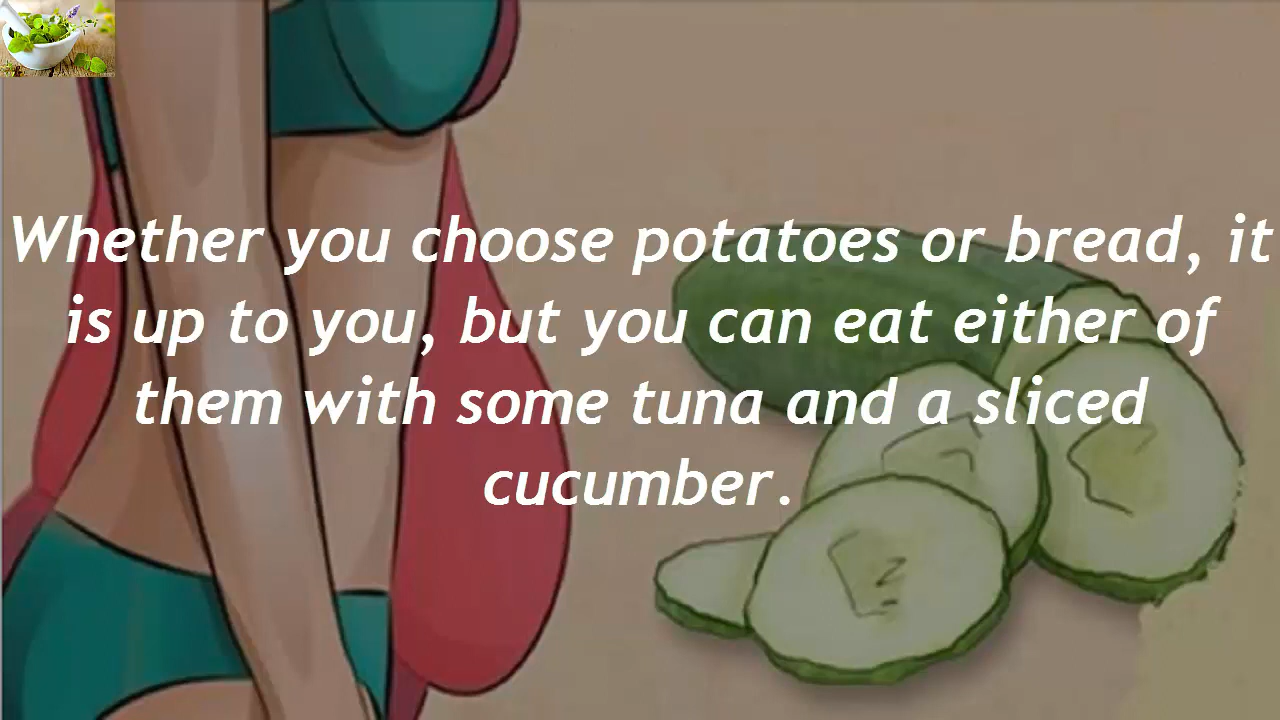 Whether you choose potatoes or bread, it
is up to you, but you can eat either of
them with some tuna and a sliced
cucumber.